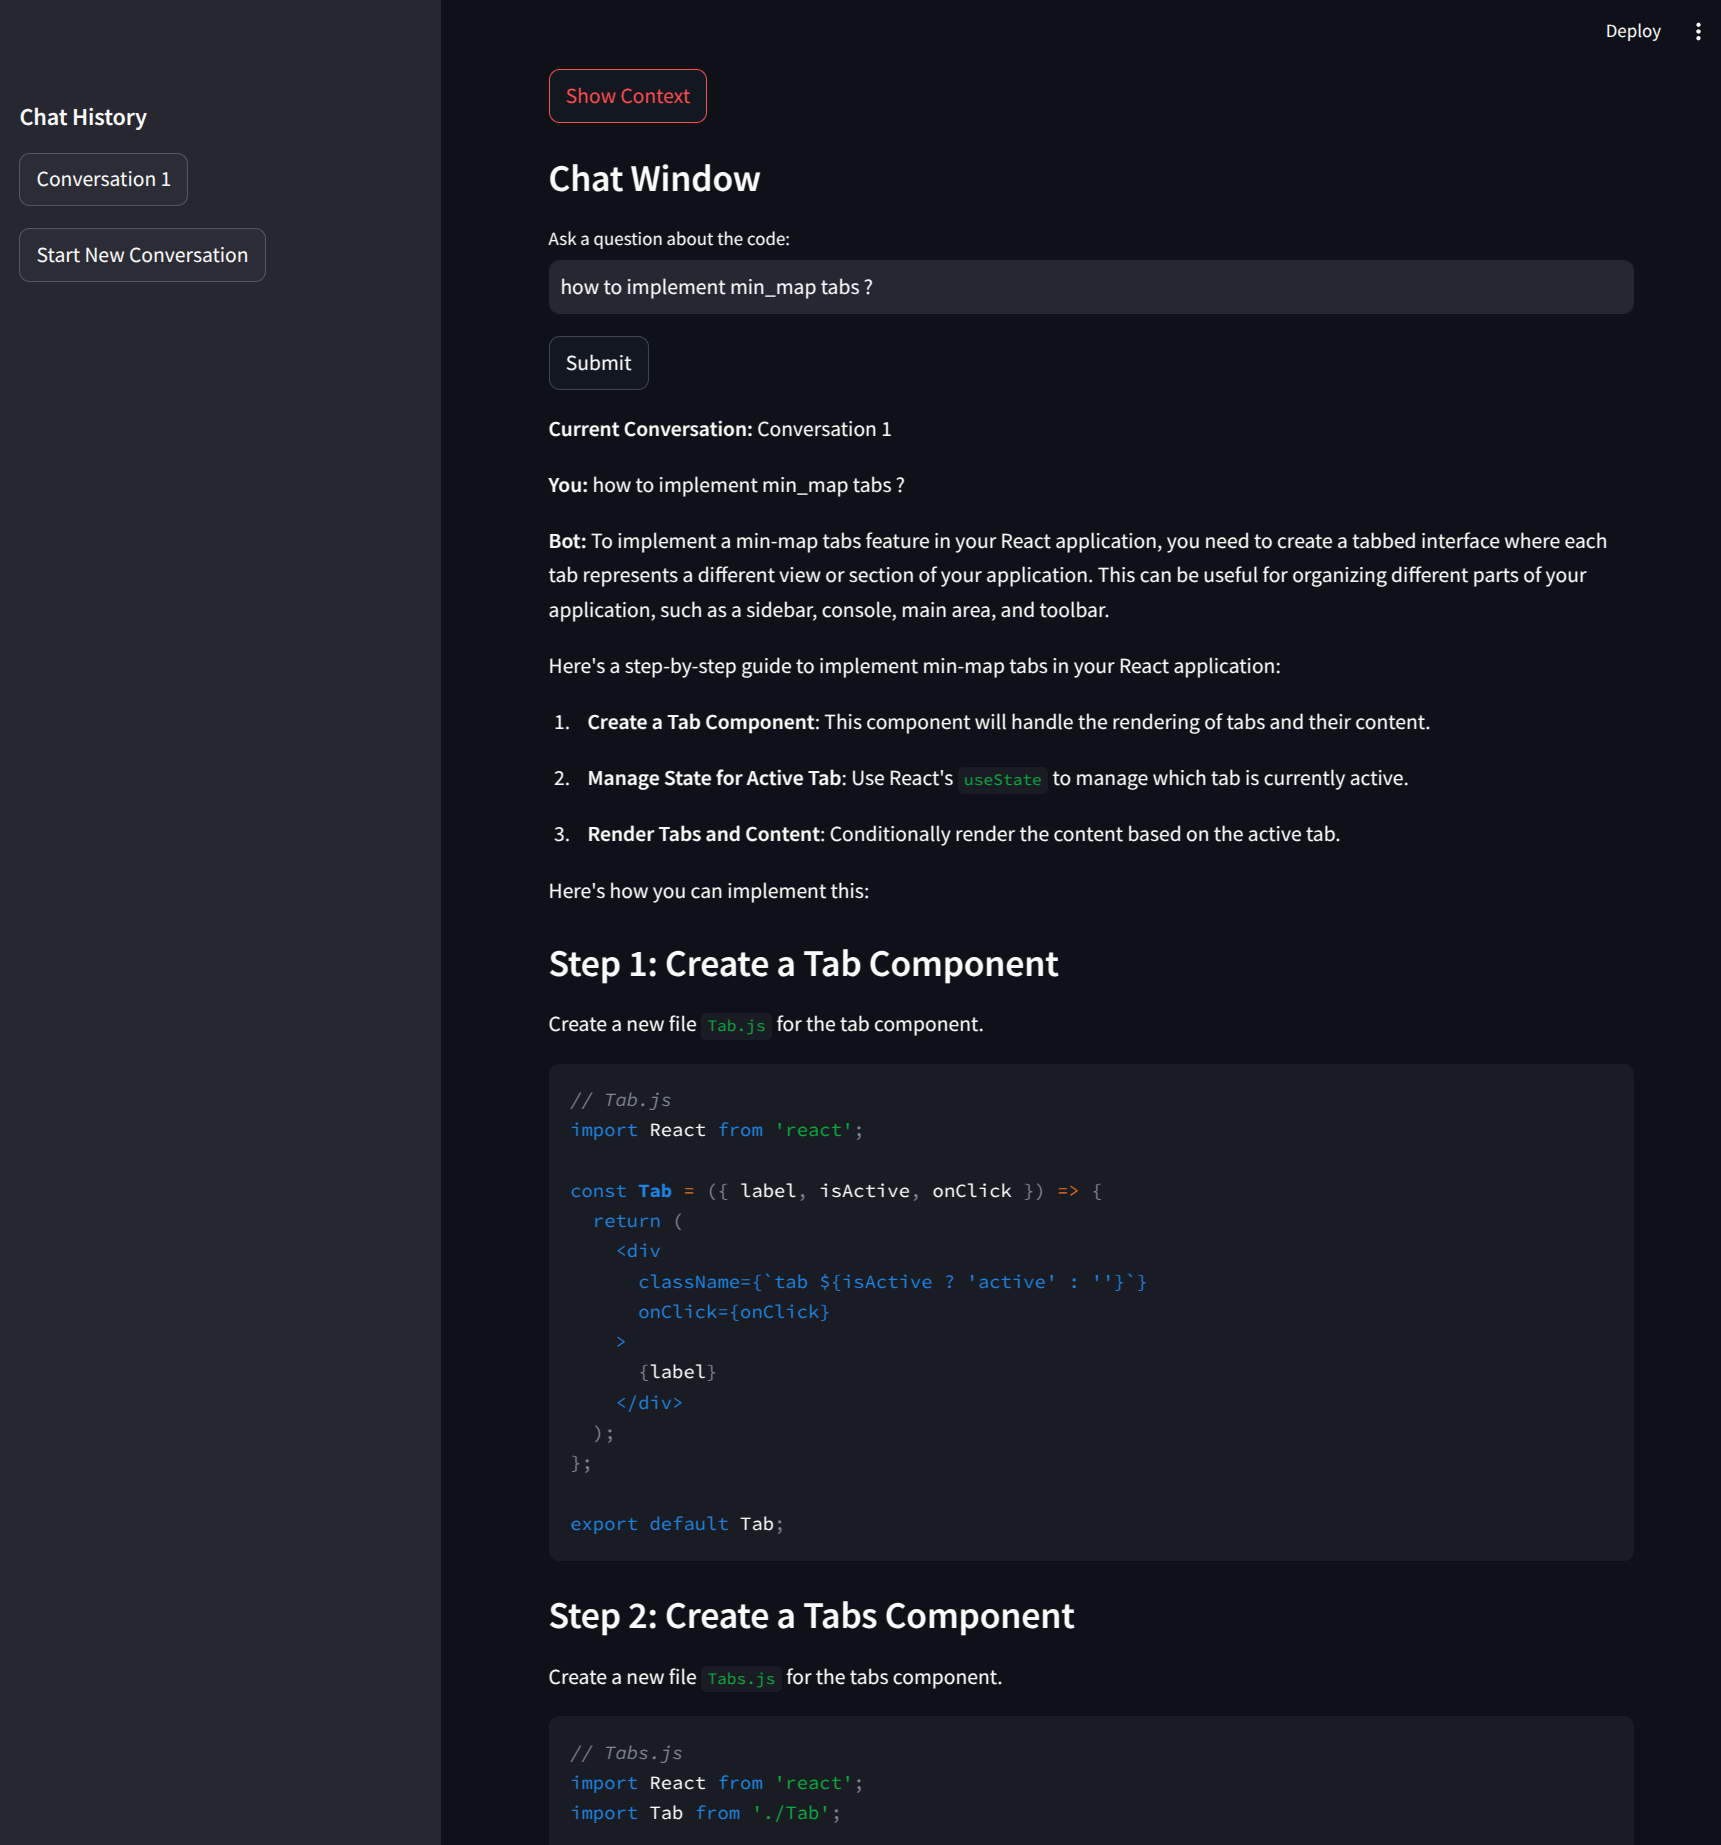 Deploy
Chat History
Conversation 1
Start New Conversation
Show Context
Chat Window
Ask a question about the code:
how to implement min_map tabs ?
Submit
Current Conversation: Conversation 1
You: how to implement min_map tabs ?
Bot: To implement a min-map tabs feature in your React application, you need to create a tabbed interface where each
tab represents a different view or section of your application. This can be useful for organizing different parts of your
application, such as a sidebar, console, main area, and toolbar.
Here's a step-by-step guide to implement min-map tabs in your React application:
1. Create a Tab Component: This component will handle the rendering of tabs and their content.
2. Manage State for Active Tab: Use React's useState to manage which tab is currently active.
3. Render Tabs and Content: Conditionally render the content based on the active tab.
Here's how you can implement this:
Step 1: Create a Tab Component
Create a new file Tab.js for the tab component.
// Tab.js
import React from 'react';
const Tab = ({ label, isActive, onClick }) => {
  return (
    <div
      className={`tab ${isActive ? 'active' : ''}`}
      onClick={onClick}
    >
      {label}
    </div>
  );
};
export default Tab;
Step 2: Create a Tabs Component
Create a new file Tabs.js for the tabs component.
// Tabs.js
import React from 'react';
import Tab from './Tab';